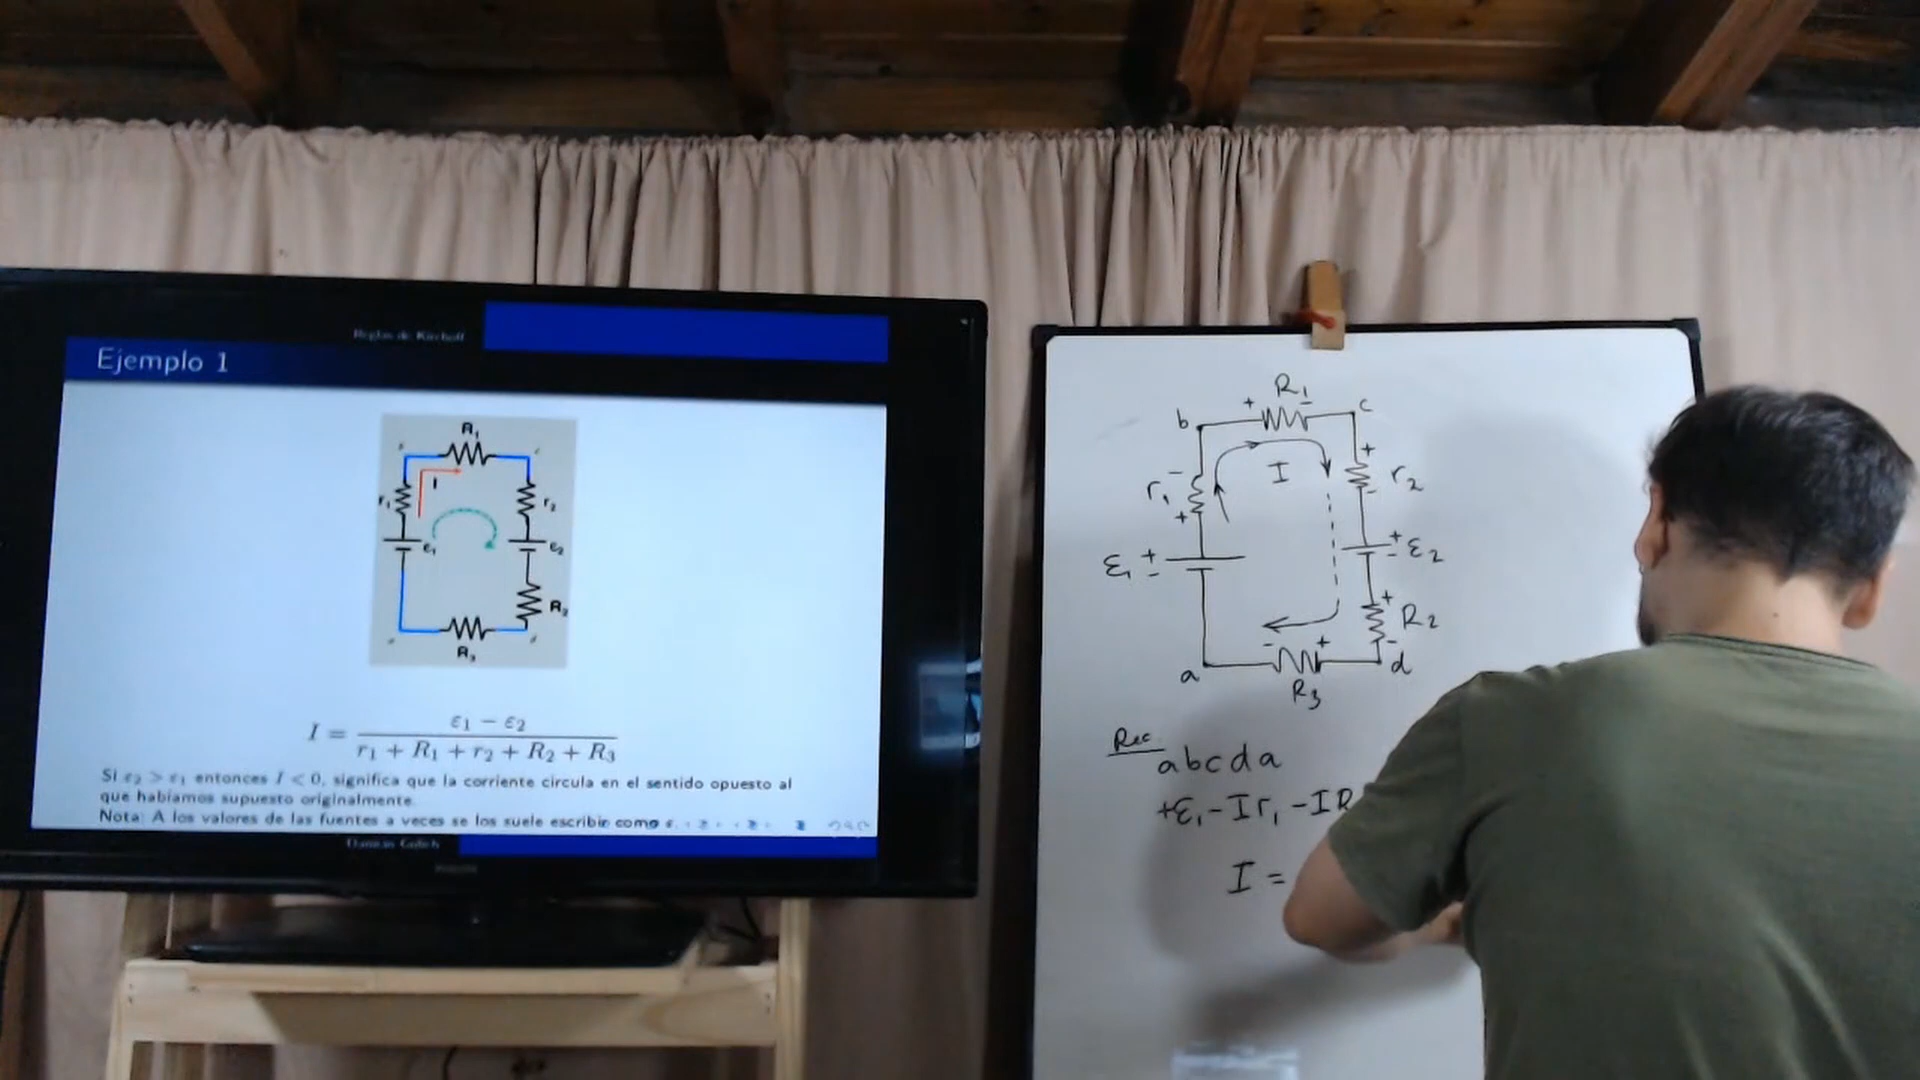 Reglas de Kirchoff
Ejemplo 1
R₁
I
r₁
r₂
ε₁
ε₂
R₂
R₃
I = (ε₁ − ε₂) / (r₁ + R₁ + r₂ + R₂ + R₃)
Si ε₂ > ε₁ entonces I < 0, significa que la corriente circula en el sentido opuesto al
que habíamos supuesto originalmente
Nota: A los valores de las fuentes a veces se los suele escribir como ε.
R₁
b + − c
− I +
r₁ r₂
+ −
ε₁ + − + − ε₂
+ R₂
− + −
a d
R₃
Rec.
abcda
+ε₁ − Ir₁ − IR
I =